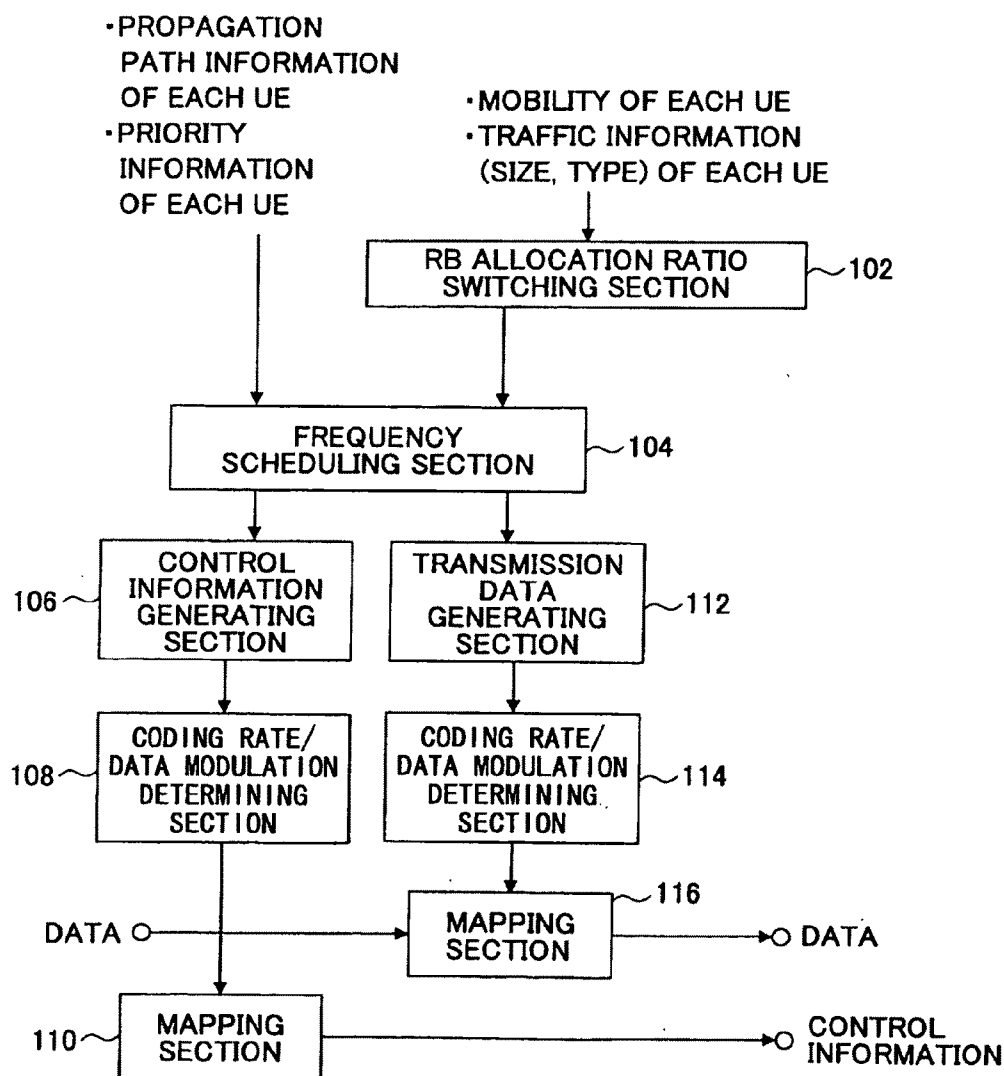 ·PROPAGATION
PATH INFORMATION
OF EACH UE
·PRIORITY
INFORMATION
OF EACH UE
·MOBILITY OF EACH UE
·TRAFFIC INFORMATION
(SIZE, TYPE) OF EACH UE
RB ALLOCATION RATIO
SWITCHING SECTION
102
FREQUENCY
SCHEDULING SECTION
104
106
CONTROL
INFORMATION
GENERATING
SECTION
TRANSMISSION
DATA
GENERATING
SECTION
112
108
CODING RATE/
DATA MODULATION
DETERMINING
SECTION
CODING RATE/
DATA MODULATION
DETERMINING
SECTION
114
116
DATA
MAPPING
SECTION
DATA
110
MAPPING
SECTION
CONTROL
INFORMATION